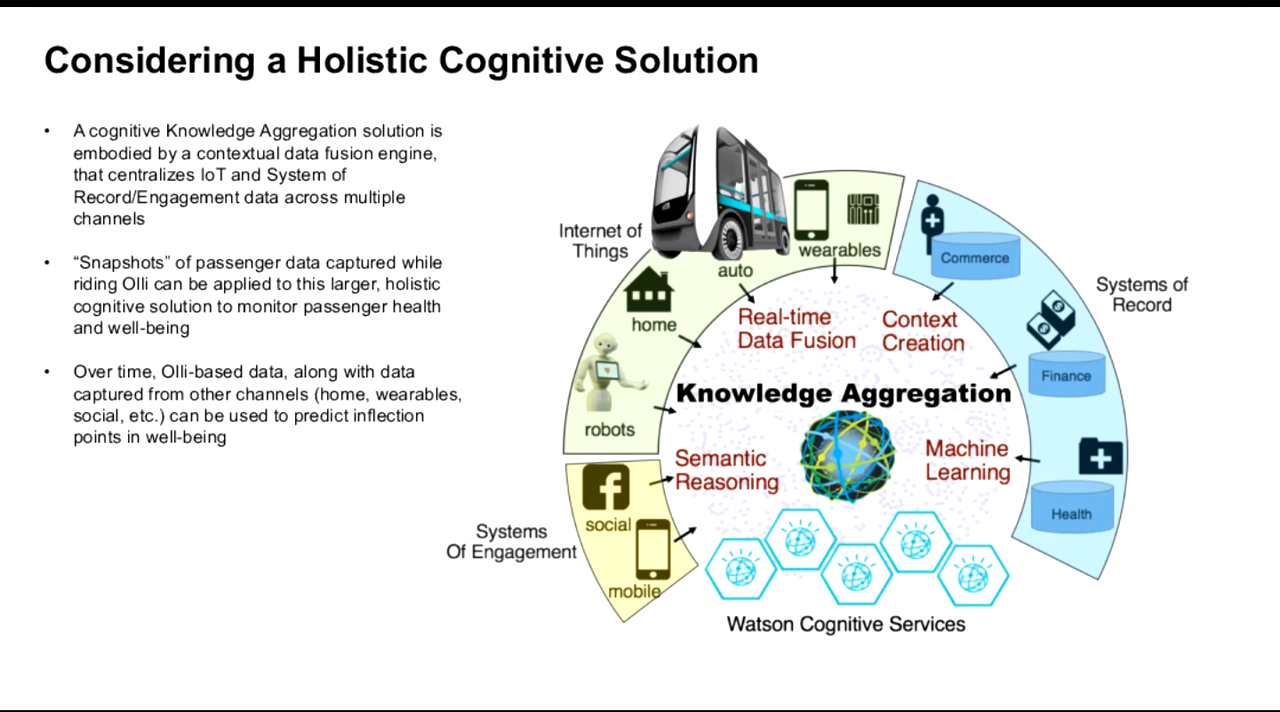 Considering a Holistic Cognitive Solution
• A cognitive Knowledge Aggregation solution is
embodied by a contextual data fusion engine,
that centralizes IoT and System of
Record/Engagement data across multiple
channels
• “Snapshots” of passenger data captured while
riding Olli can be applied to this larger, holistic
cognitive solution to monitor passenger health
and well-being
• Over time, Olli-based data, along with data
captured from other channels (home, wearables,
social, etc.) can be used to predict inflection
points in well-being
Internet of
Things
auto
wearables
home
robots
Commerce
Systems of
Record
Finance
Health
Real-time
Data Fusion
Context
Creation
Knowledge Aggregation
Semantic
Reasoning
Machine
Learning
Systems
Of Engagement
social
mobile
Watson Cognitive Services